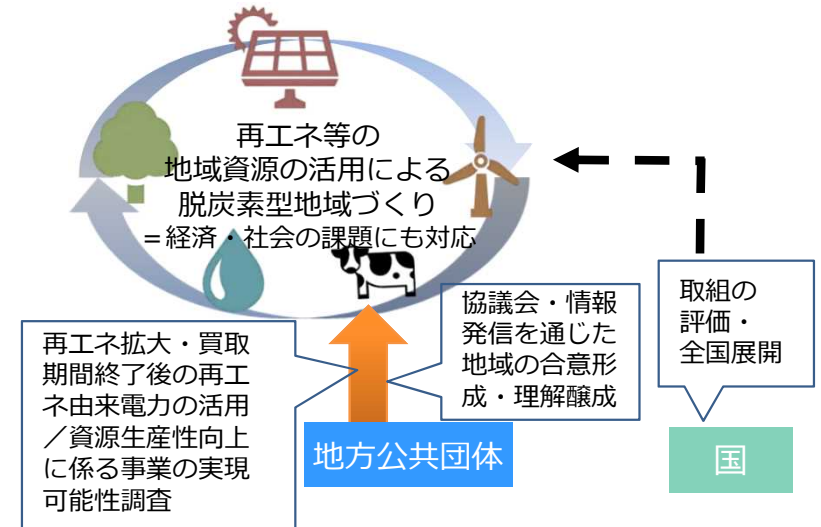 再エネ等の
地域資源の活用による
脱炭素型地域づくり
＝経済・社会の課題にも対応
再エネ拡大・買取
期間終了後の再エ
ネ由来電力の活用
／資源生産性向上
に係る事業の実現
可能性調査
協議会・情報
発信を通じた
地域の合意形
成・理解醸成
取組の
評価・
全国展開
地方公共団体
国